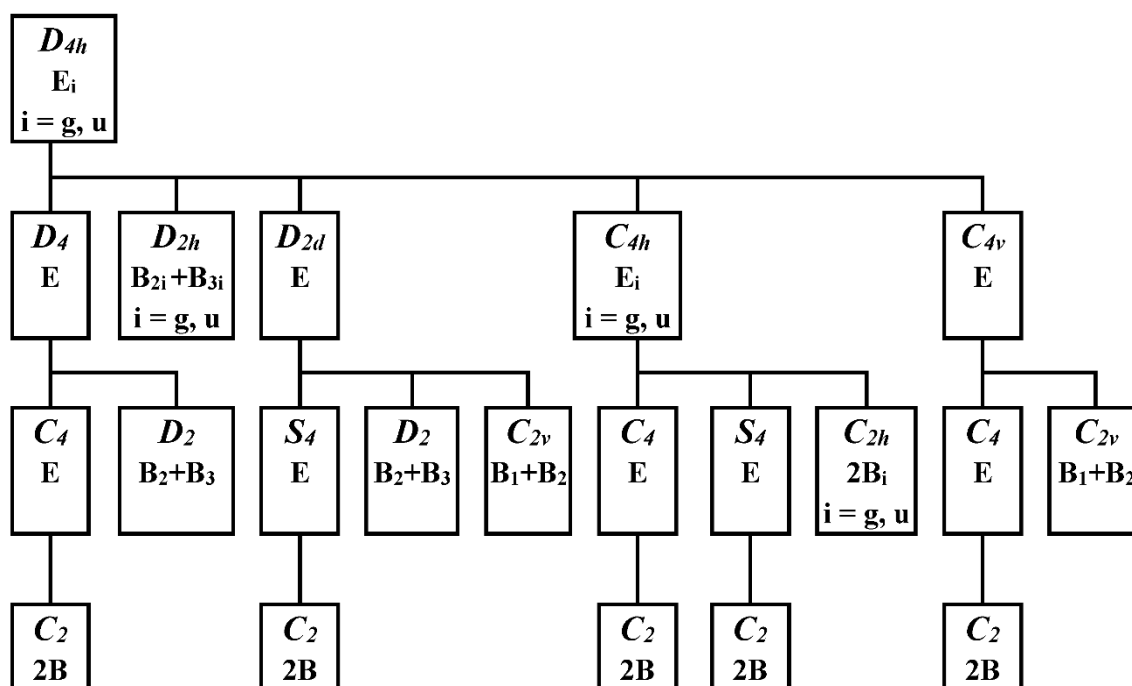 D4h
Ei
i = g, u
D4
E
D2h
B2i+B3i
i = g, u
D2d
E
C4h
Ei
i = g, u
C4v
E
C4
E
D2
B2+B3
S4
E
D2
B2+B3
C2v
B1+B2
C4
E
S4
E
C2h
2Bi
i = g, u
C4
E
C2v
B1+B2
C2
2B
C2
2B
C2
2B
C2
2B
C2
2B